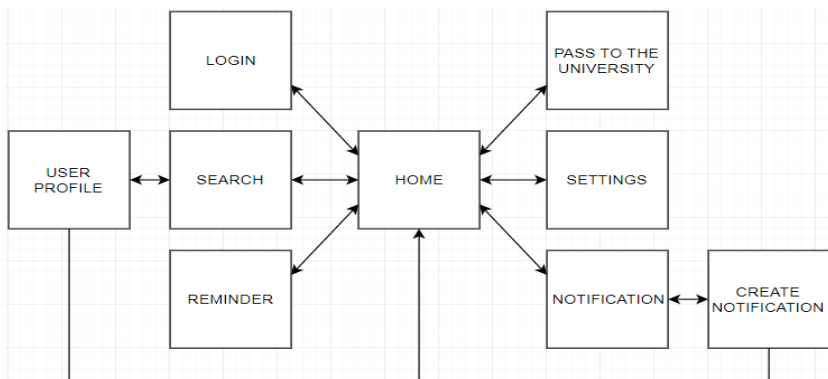 LOGIN
PASS TO THE
UNIVERSITY
USER
PROFILE
SEARCH
HOME
SETTINGS
REMINDER
NOTIFICATION
CREATE
NOTIFICATION